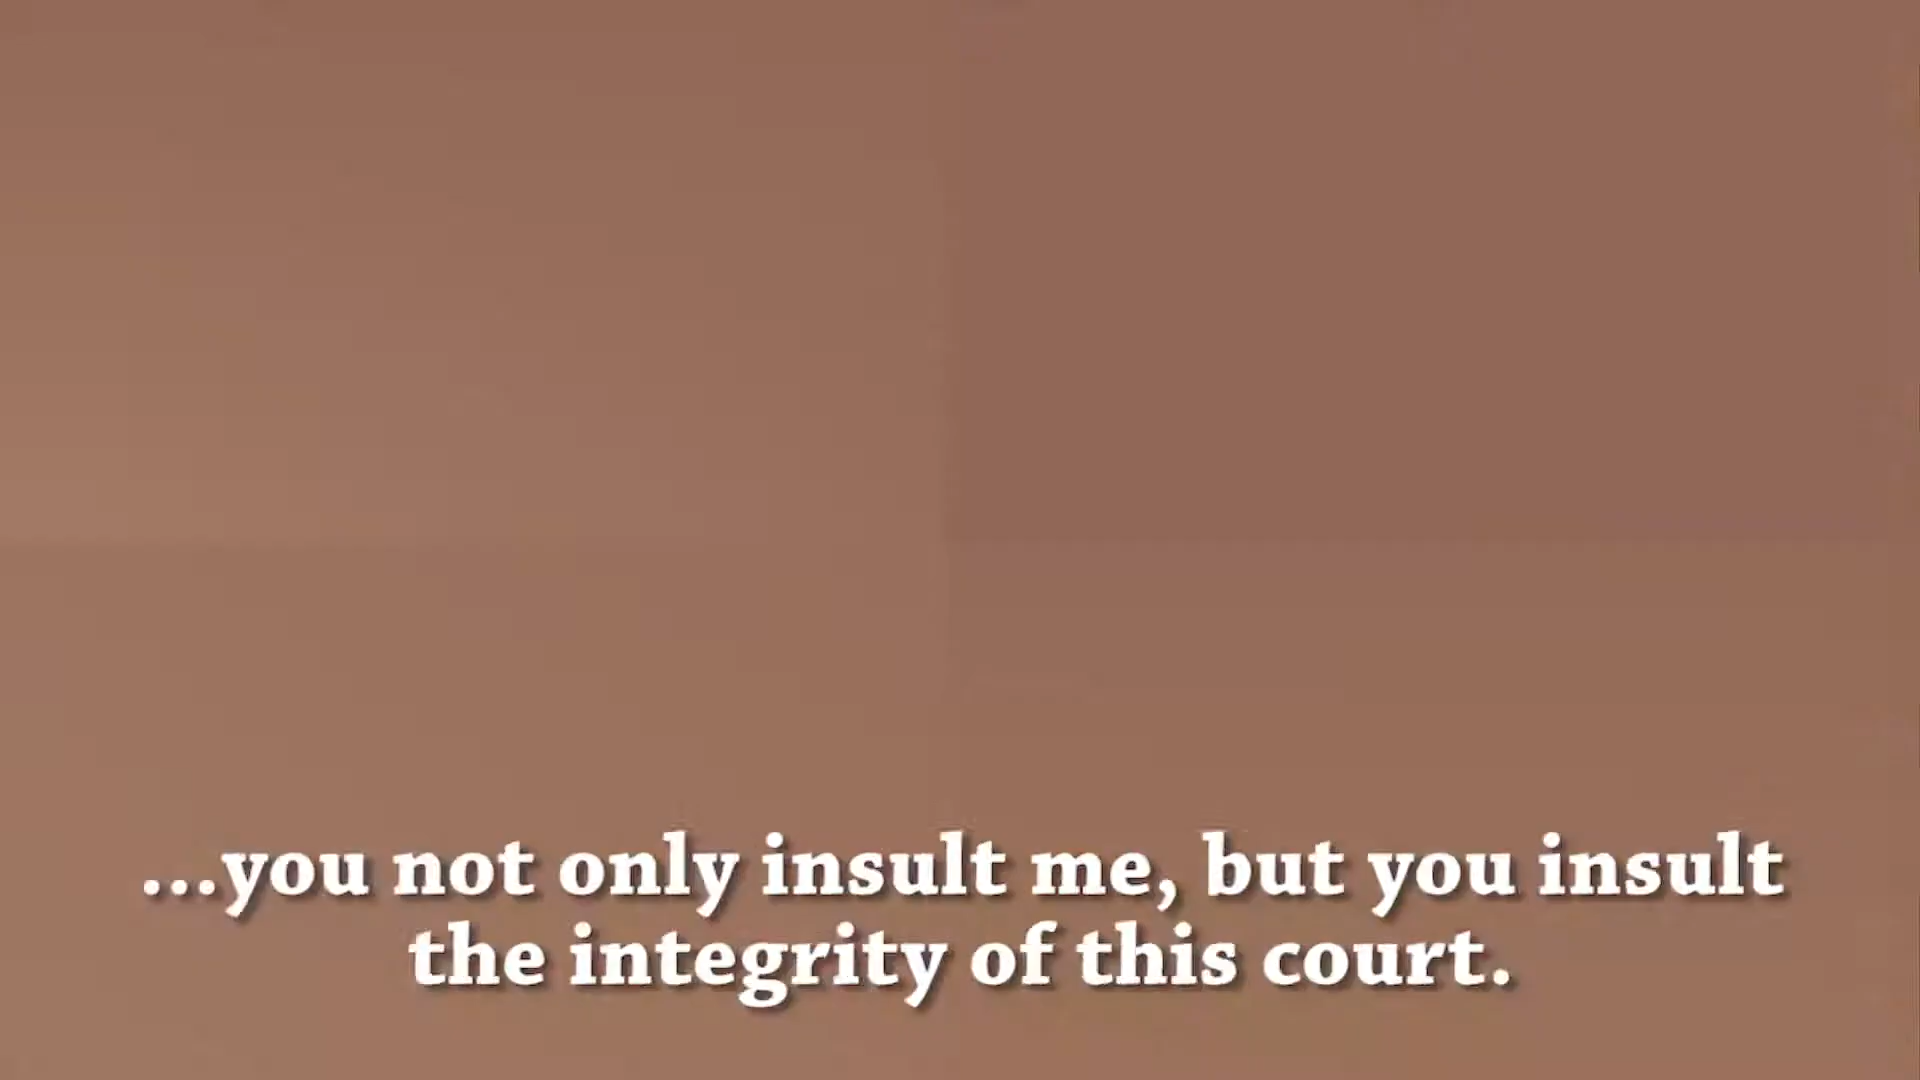 ...you not only insult me, but you insult
the integrity of this court.